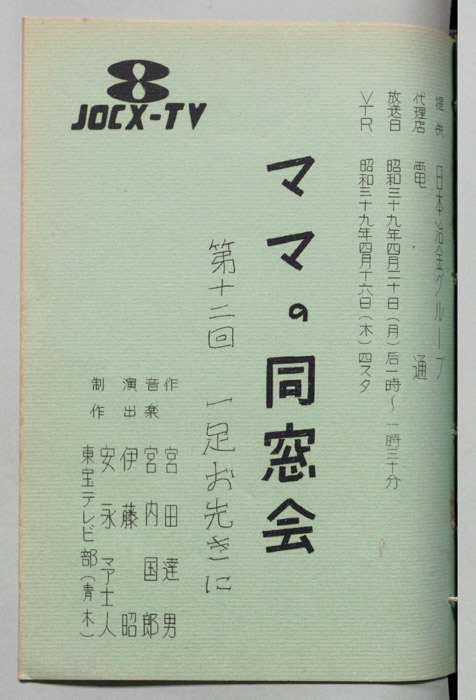 JOCX-TV
提供 日本冶金グループ
代理店 電通
放送日 昭和三十九年四月二十日(月)后一時〜一時三十分
VTR 昭和三十九年四月十六日(木)四スタ
ママの同窓会
第十二回 一足お先きに
作 宮田達男
音楽 宮内国郎
演出 伊藤昭
制作 安永 士人
東宝テレビ部(青木)